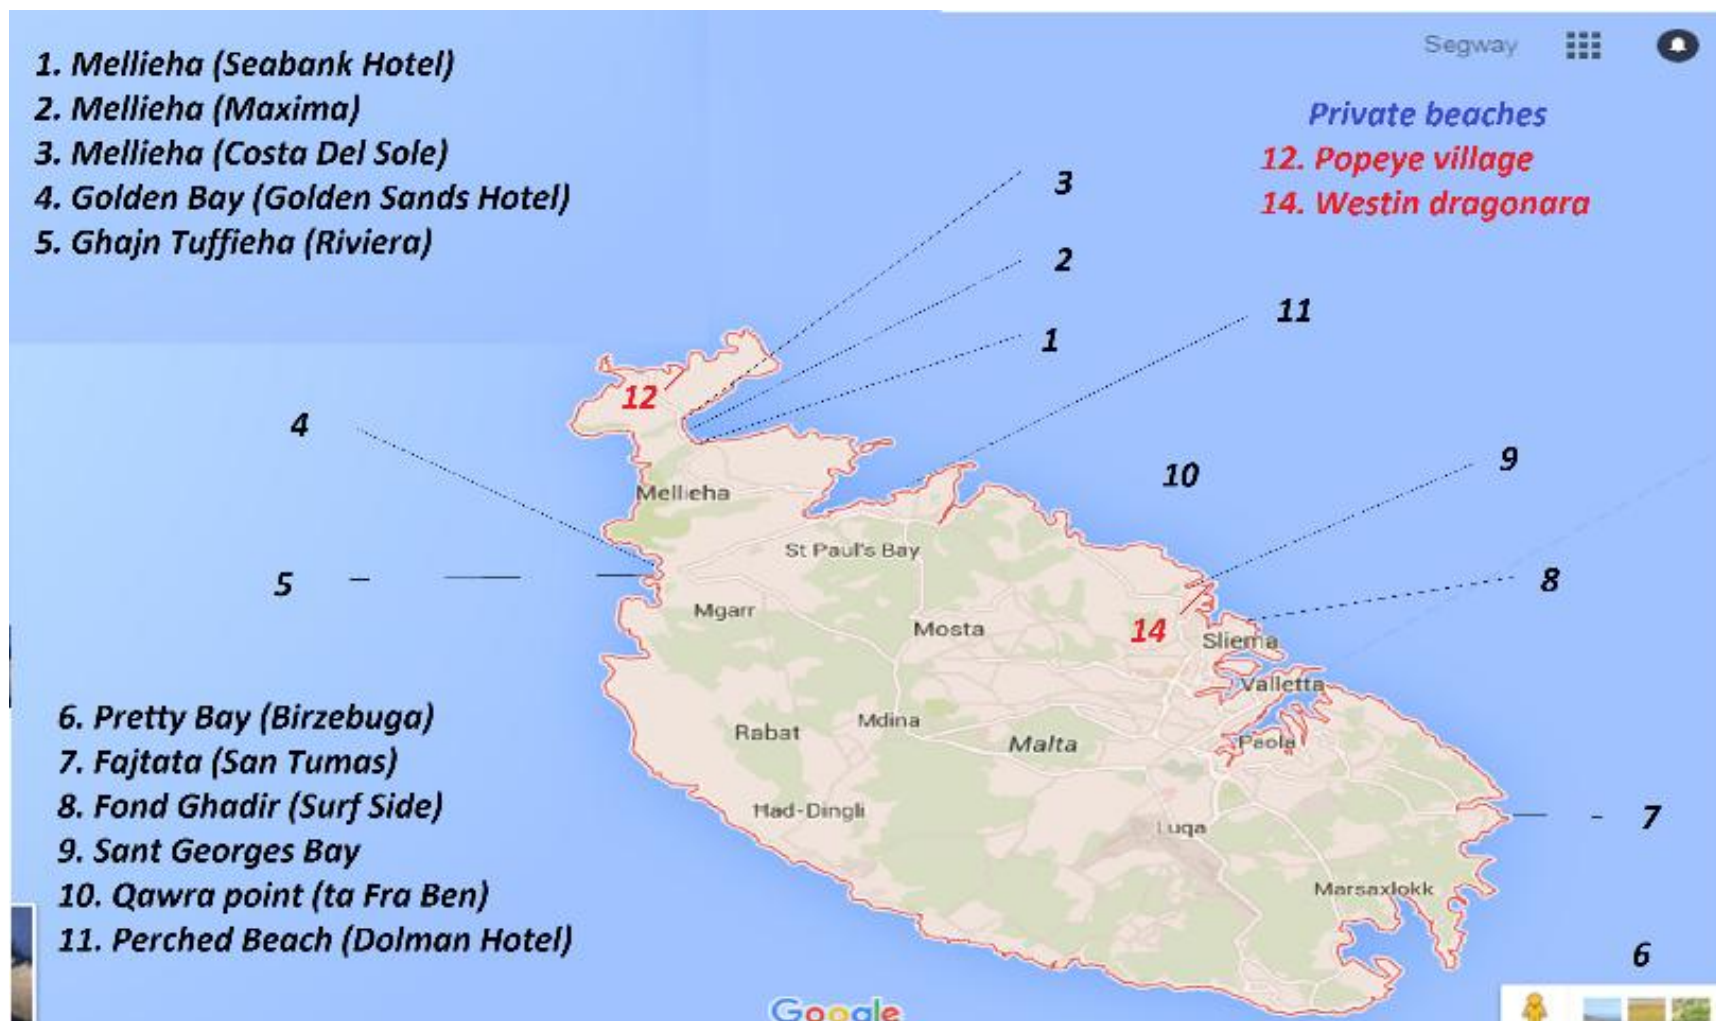 1. Mellieha (Seabank Hotel)
2. Mellieha (Maxima)
3. Mellieha (Costa Del Sole)
4. Golden Bay (Golden Sands Hotel)
5. Ghajn Tuffieha (Riviera)
Segway
Private beaches
12. Popeye village
14. Westin dragonara
3
2
11
1
12
4
9
10
Mellieha
St Paul's Bay
5
8
Mgarr
Mosta
14
Sliema
Valletta
6. Pretty Bay (Birzebuga)
7. Fajtata (San Tumas)
8. Fond Ghadir (Surf Side)
9. Sant Georges Bay
10. Qawra point (ta Fra Ben)
11. Perched Beach (Dolman Hotel)
Rabat
Mdina
Malta
Paola
Had-Dingli
Luqa
7
Marsaxlokk
6
Google